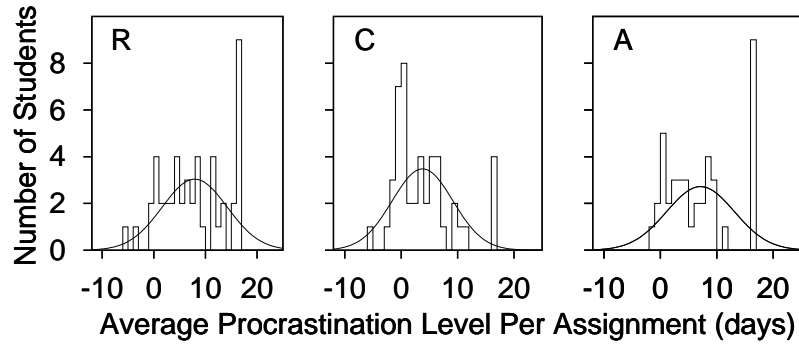 R C A
Number of Students
8
6
4
2
0
-10 0 10 20 -10 0 10 20 -10 0 10 20
Average Procrastination Level Per Assignment (days)